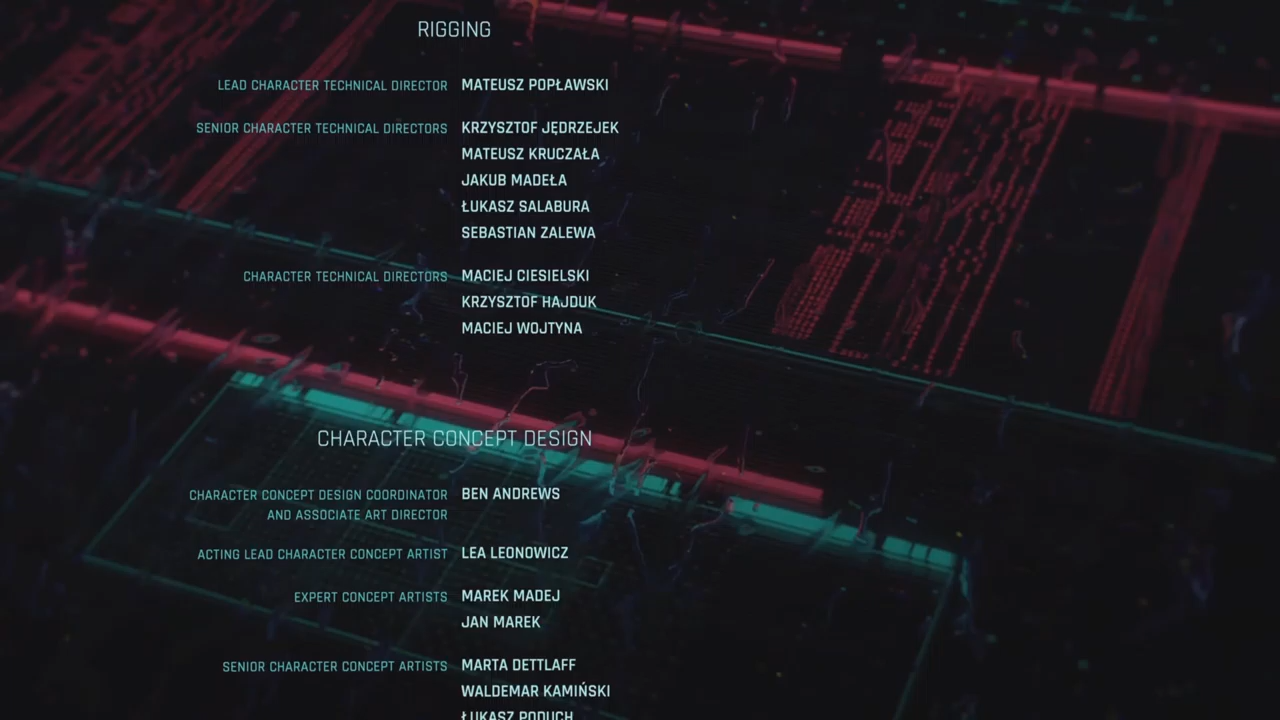 RIGGING
LEAD CHARACTER TECHNICAL DIRECTOR MATEUSZ POPŁAWSKI
SENIOR CHARACTER TECHNICAL DIRECTORS KRZYSZTOF JĘDRZEJEK
MATEUSZ KRUCZAŁA
JAKUB MADEŁA
ŁUKASZ SALABURA
SEBASTIAN ZALEWA
CHARACTER TECHNICAL DIRECTORS MACIEJ CIESIELSKI
KRZYSZTOF HAJDUK
MACIEJ WOJTYNA
CHARACTER CONCEPT DESIGN
CHARACTER CONCEPT DESIGN COORDINATOR BEN ANDREWS
AND ASSOCIATE ART DIRECTOR
ACTING LEAD CHARACTER CONCEPT ARTIST LEA LEONOWICZ
EXPERT CONCEPT ARTISTS MAREK MADEJ
JAN MAREK
SENIOR CHARACTER CONCEPT ARTISTS MARTA DETTLAFF
WALDEMAR KAMIŃSKI
ŁUKASZ PODUCH